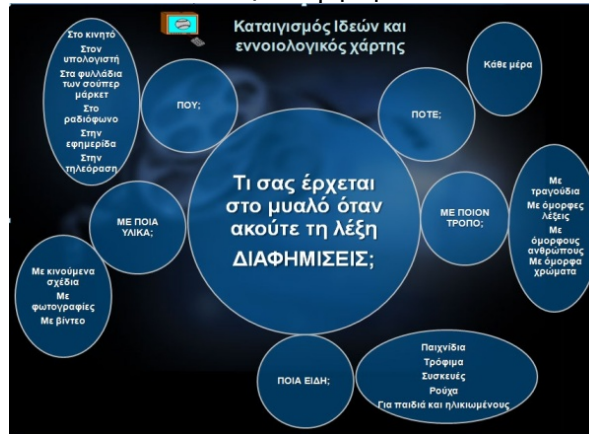 Καταιγισμός Ιδεών και
εννοιολογικός χάρτης
Στο κινητό
Στον
υπολογιστή
Στα φυλλάδια
των σούπερ
μάρκετ
Στο
ραδιόφωνο
Στην
εφημερίδα
Στην
τηλεόραση
ΠΟΥ;
ΠΟΤΕ;
Κάθε μέρα
Τι σας έρχεται
στο μυαλό όταν
ακούτε τη λέξη
ΔΙΑΦΗΜΙΣΕΙΣ;
ΜΕ ΠΟΙΑ
ΥΛΙΚΑ;
Με κινούμενα
σχέδια
Με
φωτογραφίες
Με βίντεο
ΜΕ ΠΟΙΟΝ
ΤΡΟΠΟ;
Με
τραγούδια
Με όμορφες
λέξεις
Με
όμορφους
ανθρώπους
Με όμορφα
χρώματα
ΠΟΙΑ ΕΙΔΗ;
Παιχνίδια
Τρόφιμα
Συσκευές
Ρούχα
Για παιδιά και ηλικιωμένους